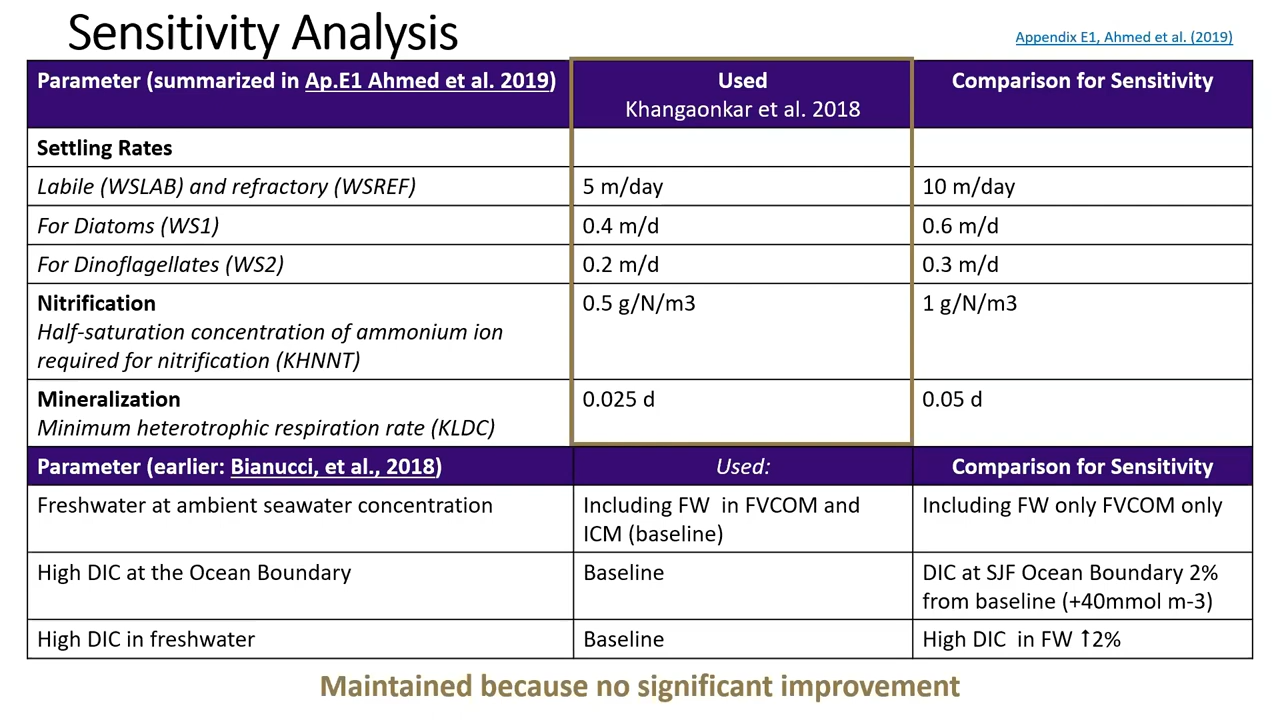 Sensitivity Analysis
Appendix E1, Ahmed et al. (2019)
Parameter (summarized in Ap.E1 Ahmed et al. 2019)
Used
Khangaonkar et al. 2018
Comparison for Sensitivity
Settling Rates
Labile (WSLAB) and refractory (WSREF)
5 m/day
10 m/day
For Diatoms (WS1)
0.4 m/d
0.6 m/d
For Dinoflagellates (WS2)
0.2 m/d
0.3 m/d
Nitrification
Half-saturation concentration of ammonium ion
required for nitrification (KHNNT)
0.5 g/N/m3
1 g/N/m3
Mineralization
Minimum heterotrophic respiration rate (KLDC)
0.025 d
0.05 d
Parameter (earlier: Bianucci, et al., 2018)
Used:
Comparison for Sensitivity
Freshwater at ambient seawater concentration
Including FW in FVCOM and
ICM (baseline)
Including FW only FVCOM only
High DIC at the Ocean Boundary
Baseline
DIC at SJF Ocean Boundary 2%
from baseline (+40mmol m-3)
High DIC in freshwater
Baseline
High DIC in FW ↑2%
Maintained because no significant improvement